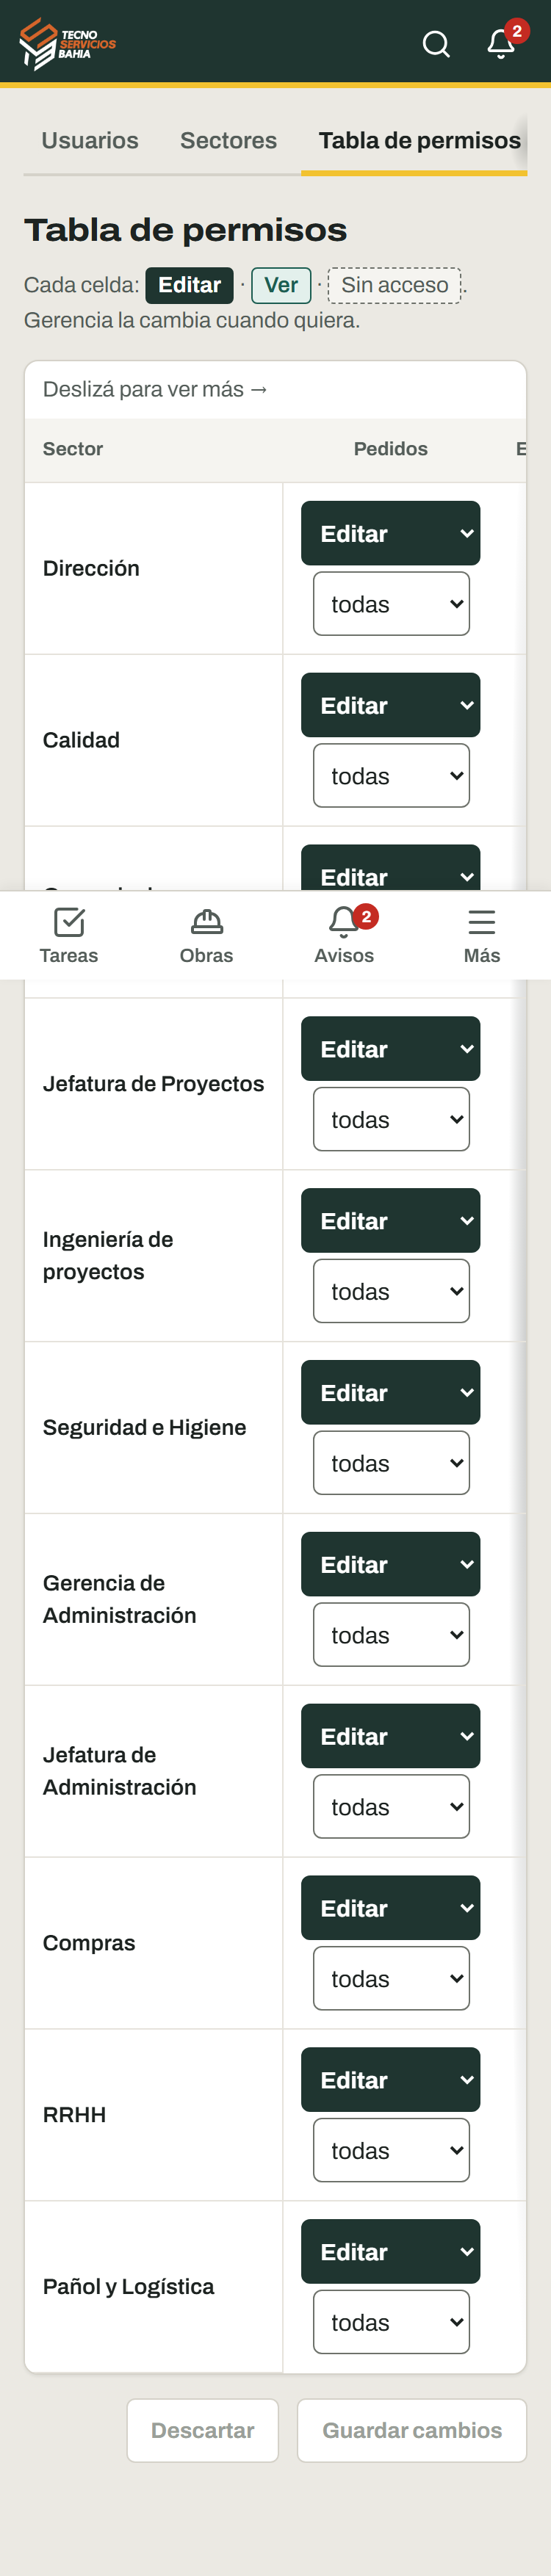 TECNO
SERVICIOS
BAHIA
2
Usuarios Sectores Tabla de permisos
Tabla de permisos
Cada celda: Editar · Ver · Sin acceso.
Gerencia la cambia cuando quiera.
Deslizá para ver más →
Sector Pedidos
Editar
Dirección
todas
Editar
Calidad
todas
Editar
Tareas Obras Avisos 2 Más
Editar
Jefatura de Proyectos
todas
Editar
Ingeniería de
proyectos
todas
Editar
Seguridad e Higiene
todas
Editar
Gerencia de
Administración
todas
Editar
Jefatura de
Administración
todas
Editar
Compras
todas
Editar
RRHH
todas
Editar
Pañol y Logística
todas
Descartar Guardar cambios